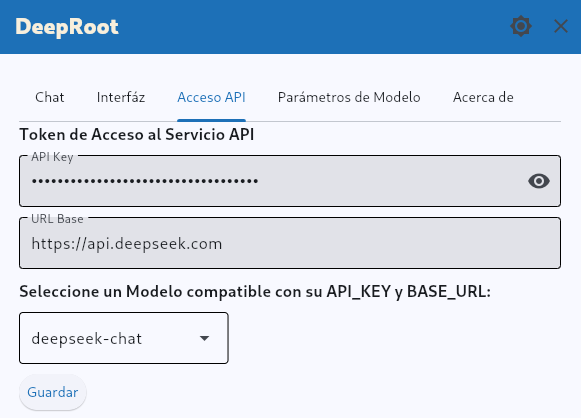 DeepRoot
Chat Interfáz Acceso API Parámetros de Modelo Acerca de
Token de Acceso al Servicio API
API Key
•••••••••••••••••••••••••••••••••••
URL Base
https://api.deepseek.com
Seleccione un Modelo compatible con su API_KEY y BASE_URL:
deepseek-chat
Guardar